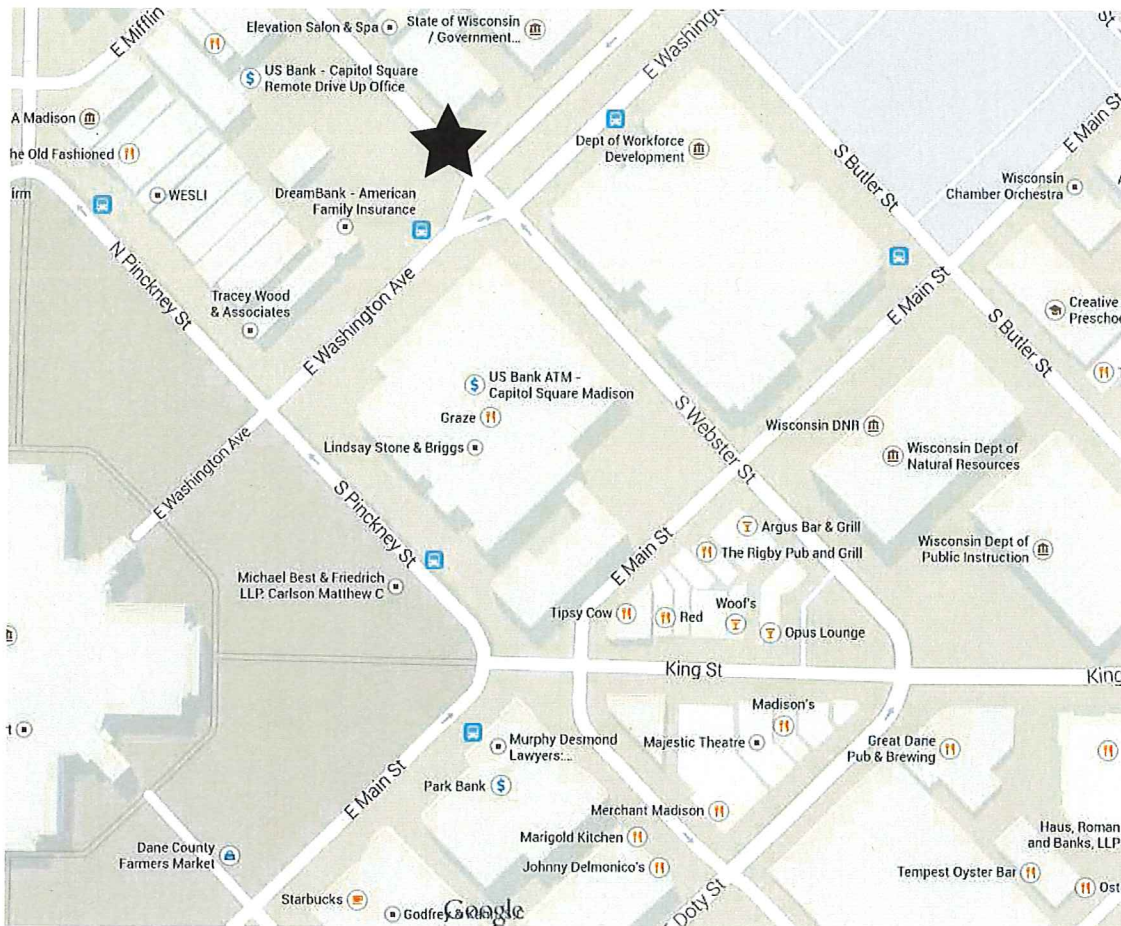 Elevation Salon & Spa
State of Wisconsin
/ Government...
E Mifflin
E Washing
St
US Bank - Capitol Square
Remote Drive Up Office
A Madison
he Old Fashioned
E Main St
Dept of Workforce
Development
S Butler St
Wisconsin
Chamber Orchestra
A
irm
WESLI
DreamBank - American
Family Insurance
N Pinckney St
Tracey Wood
& Associates
E Washington Ave
E Main St
Creative
Preschoo
S Butler St
T
US Bank ATM -
Capitol Square Madison
Graze
Lindsay Stone & Briggs
S Webster St
Wisconsin DNR
Wisconsin Dept of
Natural Resources
E Washington Ave
S Pinckney St
Argus Bar & Grill
The Rigby Pub and Grill
E Main St
Wisconsin Dept of
Public Instruction
Michael Best & Friedrich
LLP: Carlson Matthew C
Tipsy Cow
Red
Woof's
Opus Lounge
King St
King
Madison's
rt
Murphy Desmond
Lawyers:...
Majestic Theatre
Great Dane
Pub & Brewing
E Main St
Park Bank
Merchant Madison
Marigold Kitchen
Haus, Roman
and Banks, LLP
Dane County
Farmers Market
Johnny Delmonico's
Tempest Oyster Bar
Ost
Starbucks
E Doty St
Google